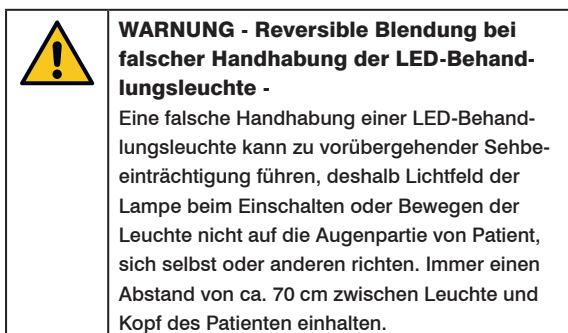 WARNUNG - Reversible Blendung bei
falscher Handhabung der LED-Behand-
lungsleuchte -
Eine falsche Handhabung einer LED-Behand-
lungsleuchte kann zu vorübergehender Sehbe-
einträchtigung führen, deshalb Lichtfeld der
Lampe beim Einschalten oder Bewegen der
Leuchte nicht auf die Augenpartie von Patient,
sich selbst oder anderen richten. Immer einen
Abstand von ca. 70 cm zwischen Leuchte und
Kopf des Patienten einhalten.